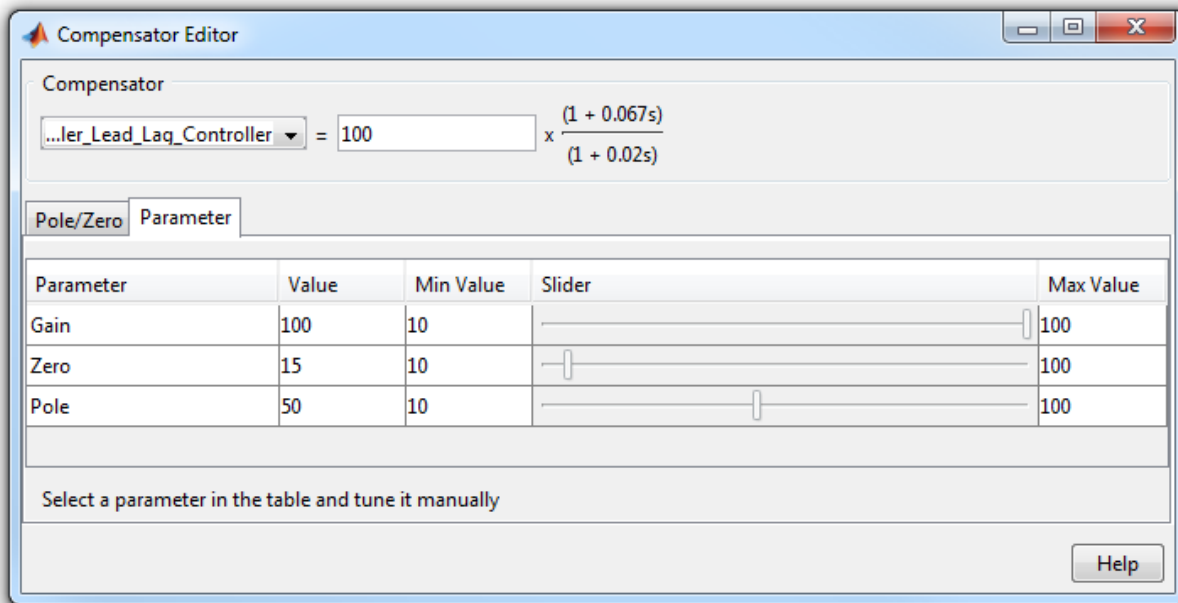 Compensator Editor
Compensator
...ler_Lead_Lag_Controller = 100 x (1 + 0.067s)
(1 + 0.02s)
Pole/Zero Parameter
Parameter Value Min Value Slider Max Value
Gain 100 10 100
Zero 15 10 100
Pole 50 10 100
Select a parameter in the table and tune it manually
Help